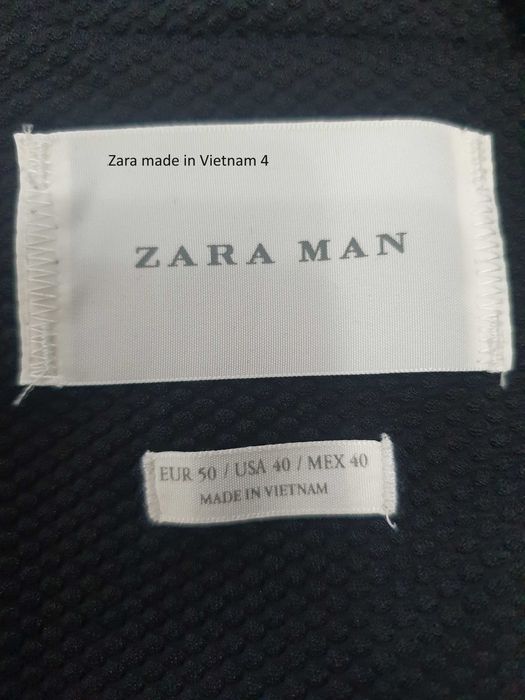 Zara made in Vietnam 4
ZARA MAN
EUR 50 / USA 40 / MEX 40
MADE IN VIETNAM